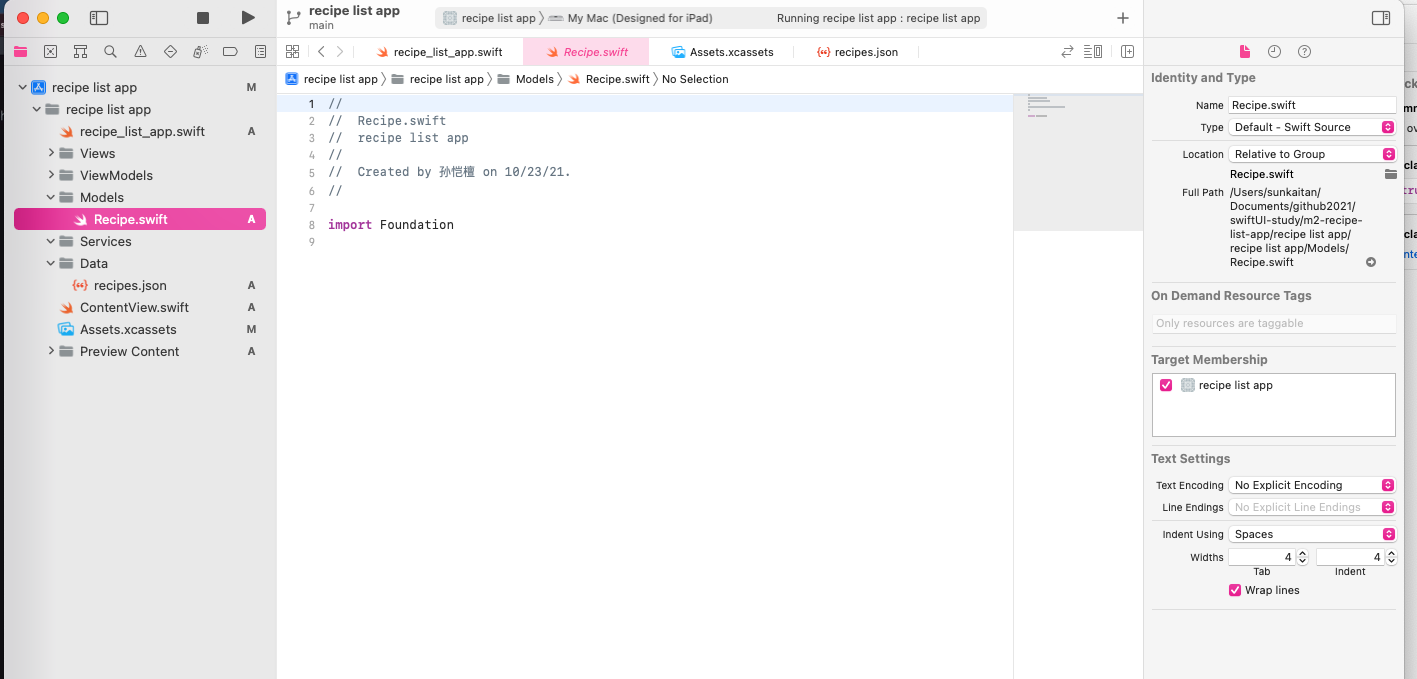 recipe list app
main
recipe list app
My Mac (Designed for iPad)
Running recipe list app : recipe list app
recipe_list_app.swift
Recipe.swift
Assets.xcassets
recipes.json
recipe list app
recipe list app
Models
Recipe.swift
No Selection
recipe list app M
recipe list app
recipe_list_app.swift A
Views
ViewModels
Models
Recipe.swift A
Services
Data
recipes.json A
ContentView.swift A
Assets.xcassets M
Preview Content A
1 //
2 //  Recipe.swift
3 //  recipe list app
4 //
5 //  Created by 孙恺檀 on 10/23/21.
6 //
7
8 import Foundation
9
Identity and Type
Name Recipe.swift
Type Default - Swift Source
Location Relative to Group
Recipe.swift
Full Path /Users/sunkaitan/
Documents/github2021/
swiftUI-study/m2-recipe-
list-app/recipe list app/
recipe list app/Models/
Recipe.swift
On Demand Resource Tags
Only resources are taggable
Target Membership
recipe list app
Text Settings
Text Encoding No Explicit Encoding
Line Endings No Explicit Line Endings
Indent Using Spaces
Widths 4 4
Tab Indent
Wrap lines